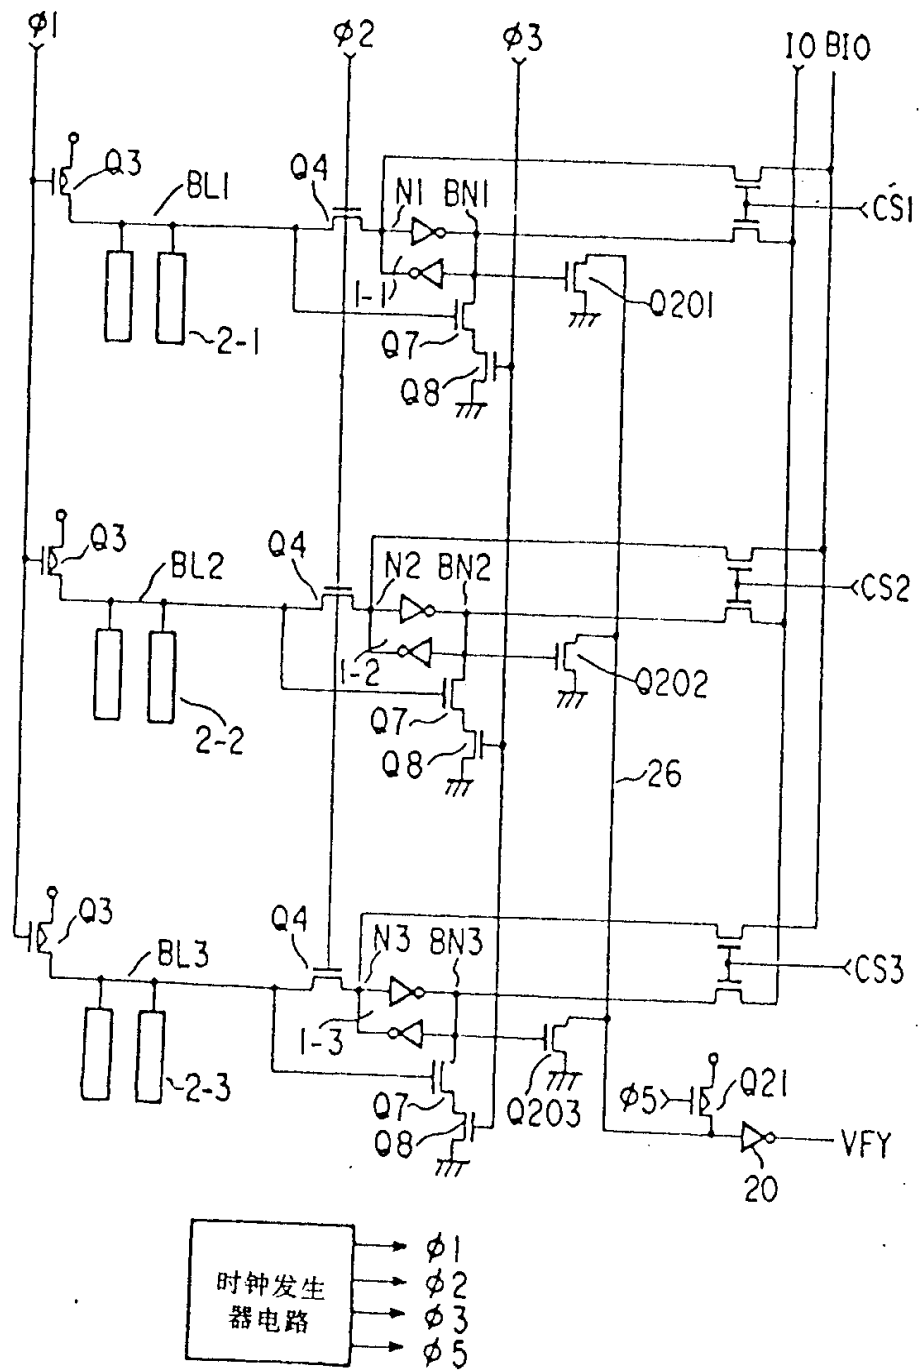 φ1
φ2
φ3
IO BIO
Q3
BL1
Q4
N1
BN1
CS1
1-1
2-1
Q7
Q8
Q201
Q3
BL2
Q4
N2
BN2
CS2
1-2
2-2
Q7
Q8
Q202
26
Q3
BL3
Q4
N3
BN3
CS3
1-3
2-3
Q7
Q8
Q203
φ5
Q21
VFY
20
时钟发生
器电路
φ1
φ2
φ3
φ5